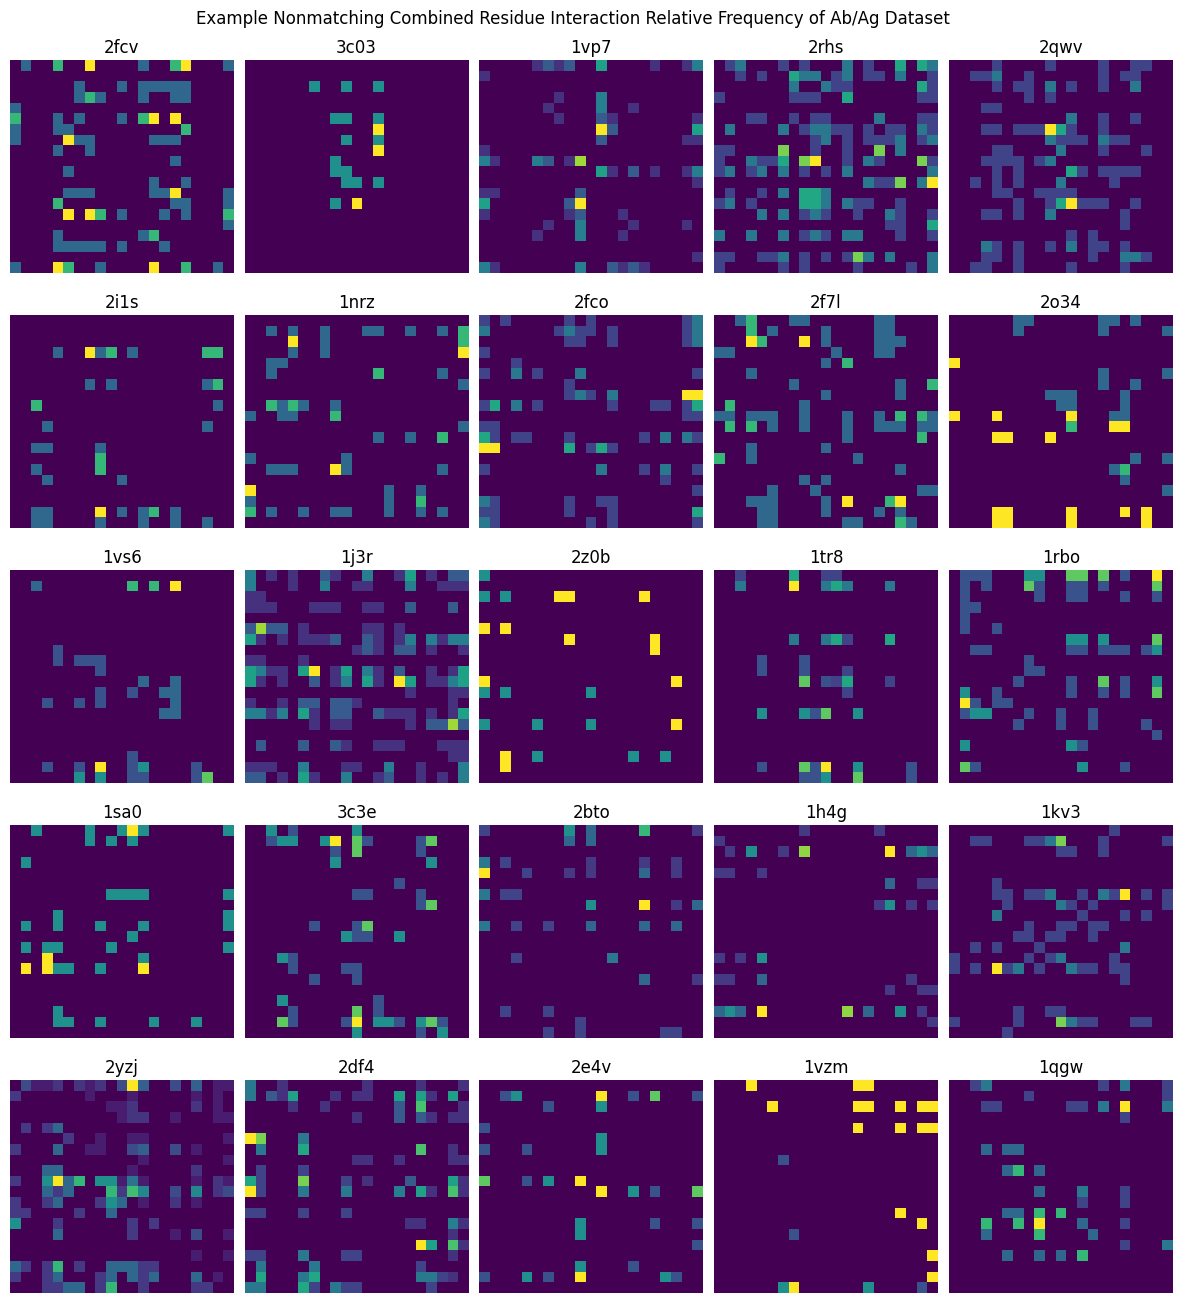 Example Nonmatching Combined Residue Interaction Relative Frequency of Ab/Ag Dataset
2fcv 3c03 1vp7 2rhs 2qwv
2i1s 1nrz 2fco 2f7l 2o34
1vs6 1j3r 2z0b 1tr8 1rbo
1sa0 3c3e 2bto 1h4g 1kv3
2yzj 2df4 2e4v 1vzm 1qgw